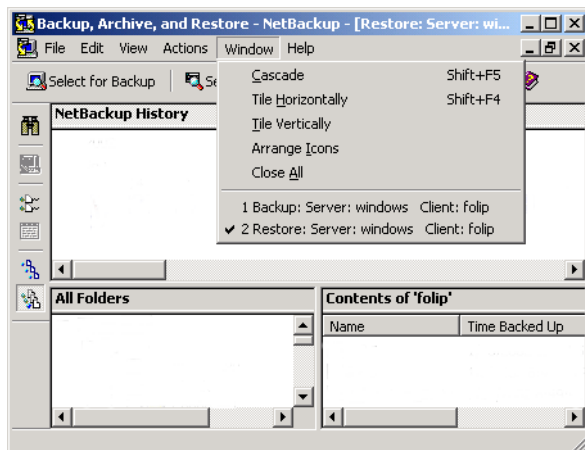 Backup, Archive, and Restore - NetBackup - [Restore: Server: wi...
File Edit View Actions Window Help
Select for Backup
Cascade Shift+F5
Tile Horizontally Shift+F4
Tile Vertically
Arrange Icons
Close All
1 Backup: Server: windows Client: folip
2 Restore: Server: windows Client: folip
NetBackup History
All Folders
Contents of 'folip'
Name Time Backed Up